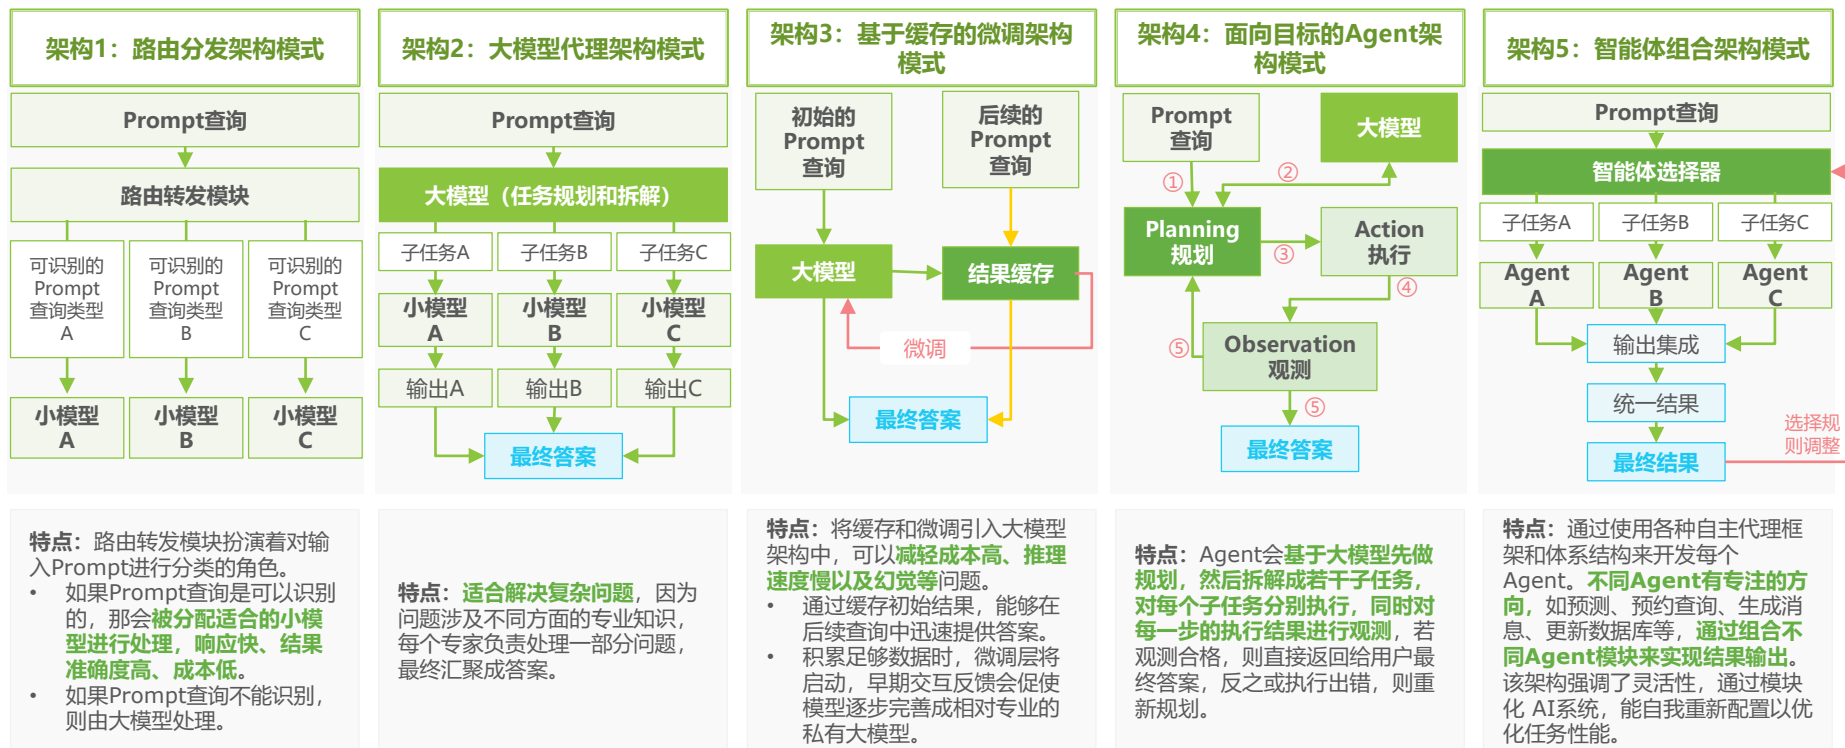 架构1：路由分发架构模式
Prompt查询
路由转发模块
可识别的
Prompt
查询类型
A
可识别的
Prompt
查询类型
B
可识别的
Prompt
查询类型
C
小模型
A
小模型
B
小模型
C
特点：路由转发模块扮演着对输
入Prompt进行分类的角色。
• 如果Prompt查询是可以识别
的，那会被分配适合的小模
型进行处理，响应快、结果
准确度高、成本低。
• 如果Prompt查询不能识别，
则由大模型处理。
架构2：大模型代理架构模式
Prompt查询
大模型（任务规划和拆解）
子任务A
子任务B
子任务C
小模型
A
小模型
B
小模型
C
输出A
输出B
输出C
最终答案
特点：适合解决复杂问题，因为
问题涉及不同方面的专业知识，
每个专家负责处理一部分问题，
最终汇聚成答案。
架构3：基于缓存的微调架构
模式
初始的
Prompt
查询
后续的
Prompt
查询
大模型
结果缓存
微调
最终答案
特点：将缓存和微调引入大模型
架构中，可以减轻成本高、推理
速度慢以及幻觉等问题。
• 通过缓存初始结果，能够在
后续查询中迅速提供答案。
• 积累足够数据时，微调层将
启动，早期交互反馈会促使
模型逐步完善成相对专业的
私有大模型。
架构4：面向目标的Agent架
构模式
Prompt
查询
大模型
①
②
Planning
规划
③
Action
执行
④
⑤
Observation
观测
⑤
最终答案
特点：Agent会基于大模型先做
规划，然后拆解成若干子任务，
对每个子任务分别执行，同时对
每一步的执行结果进行观测，若
观测合格，则直接返回给用户最
终答案，反之或执行出错，则重
新规划。
架构5：智能体组合架构模式
Prompt查询
智能体选择器
子任务A
子任务B
子任务C
Agent
A
Agent
B
Agent
C
输出集成
统一结果
最终结果
选择规
则调整
特点：通过使用各种自主代理框
架和体系结构来开发每个
Agent。不同Agent有专注的方
向，如预测、预约查询、生成消
息、更新数据库等，通过组合不
同Agent模块来实现结果输出。
该架构强调了灵活性，通过模块
化 AI系统，能自我重新配置以优
化任务性能。